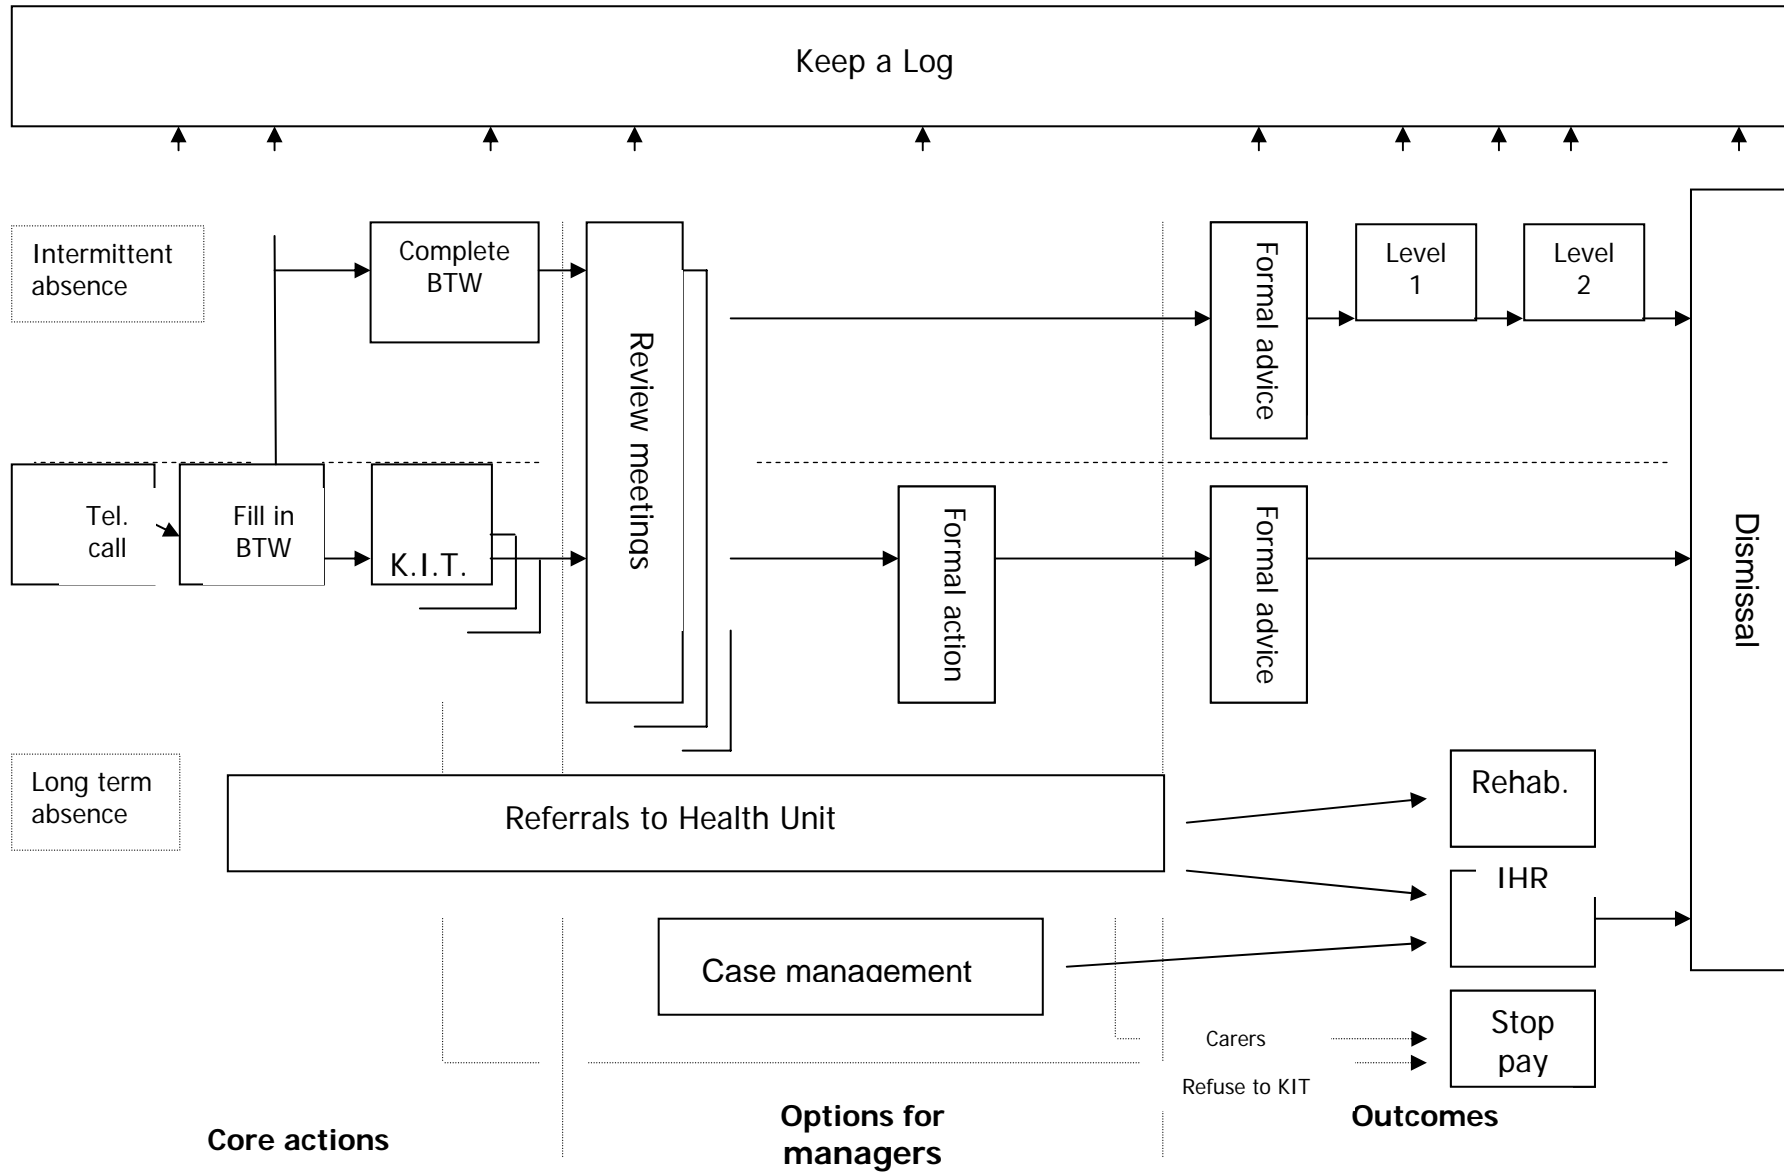 Keep a Log
Intermittent
absence
Complete
BTW
Review meetings
Formal advice
Level
1
Level
2
Dismissal
Tel.
call
Fill in
BTW
K.I.T.
Formal action
Formal advice
Long term
absence
Referrals to Health Unit
Rehab.
IHR
Case management
Stop
pay
Carers
Refuse to KIT
Core actions
Options for
managers
Outcomes